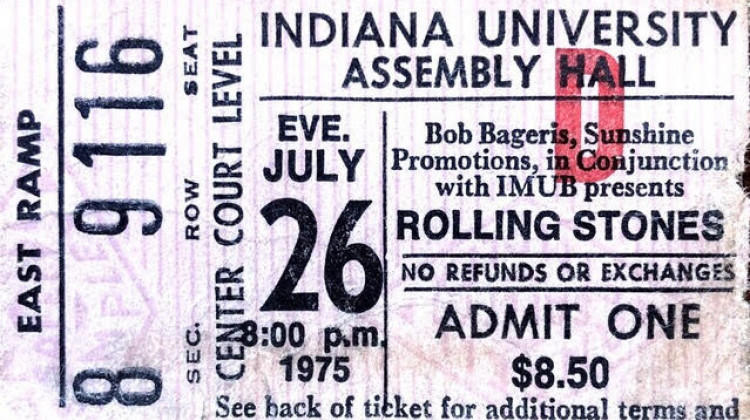 EAST RAMP
8 9 116
SEC. ROW SEAT
CENTER COURT LEVEL
INDIANA UNIVERSITY
ASSEMBLY HALL
D
EVE.
JULY
26
8:00 p.m.
1975
Bob Bageris, Sunshine
Promotions, in Conjunction
with IMUB presents
ROLLING STONES
NO REFUNDS OR EXCHANGES
ADMIT ONE
$8.50
See back of ticket for additional terms and